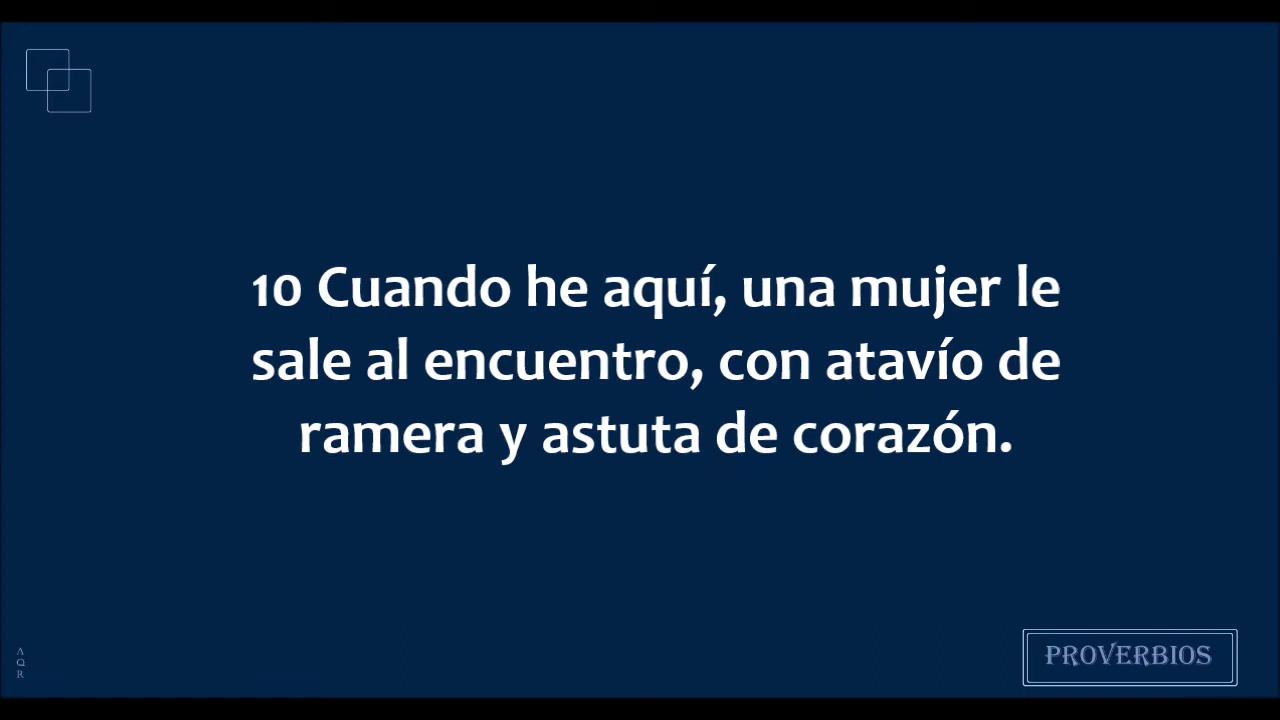 10 Cuando he aquí, una mujer le
sale al encuentro, con atavío de
ramera y astuta de corazón.
PROVERBIOS
A
Q
R